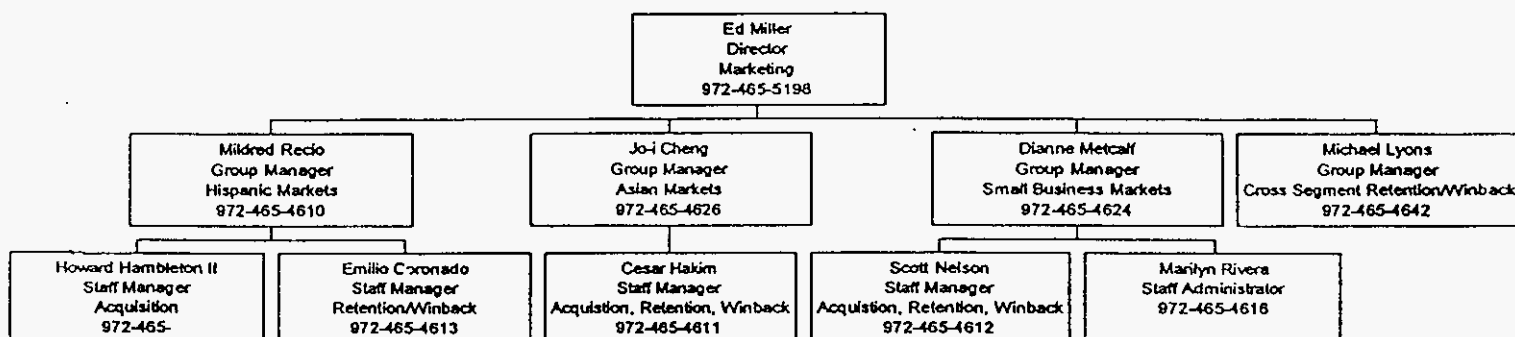 Ed Miller
Director
Marketing
972-465-5198
Mildred Recio
Group Manager
Hispanic Markets
972-465-4610
Jo-i Cheng
Group Manager
Asian Markets
972-465-4626
Dianne Metcalf
Group Manager
Small Business Markets
972-465-4624
Michael Lyons
Group Manager
Cross Segment Retention/Winback
972-465-4642
Howard Hambleton II
Staff Manager
Acquisition
972-465-
Emilio Coronado
Staff Manager
Retention/Winback
972-465-4613
Cesar Hakim
Staff Manager
Acquistion, Retention, Winback
972-465-4611
Scott Nelson
Staff Manager
Acquistion, Retention, Winback
972-465-4612
Marilyn Rivera
Staff Administrator
972-465-4616